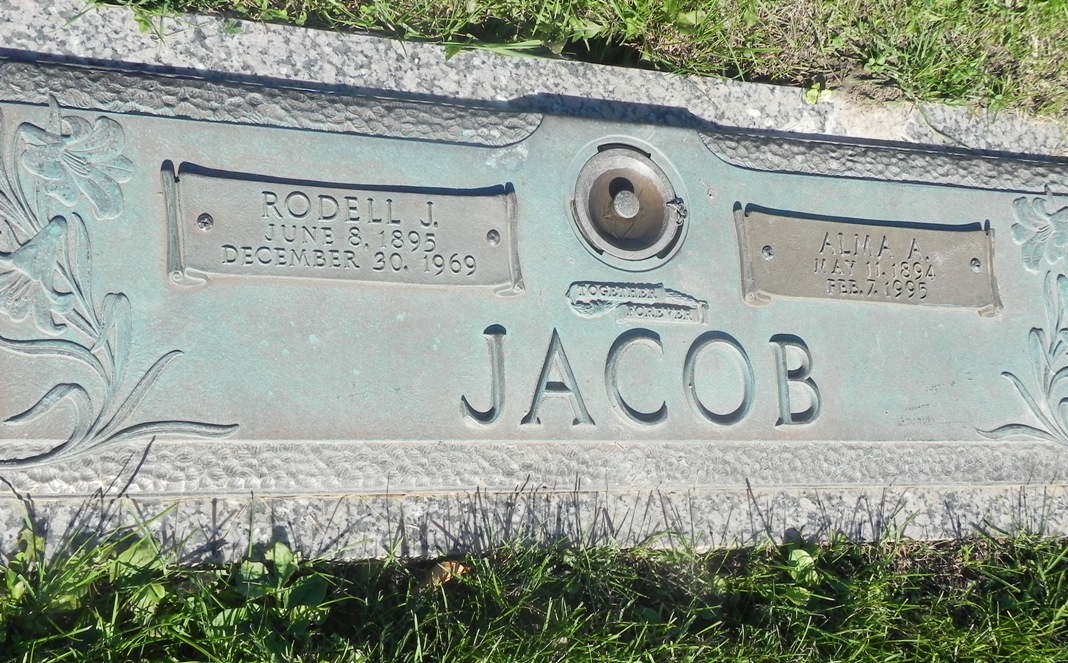 RODELL J.
JUNE 8, 1895
DECEMBER 30, 1969
ALMA A.
MAY 11, 1894
FEB. 7, 1995
TOGETHER
FOREVER
JACOB